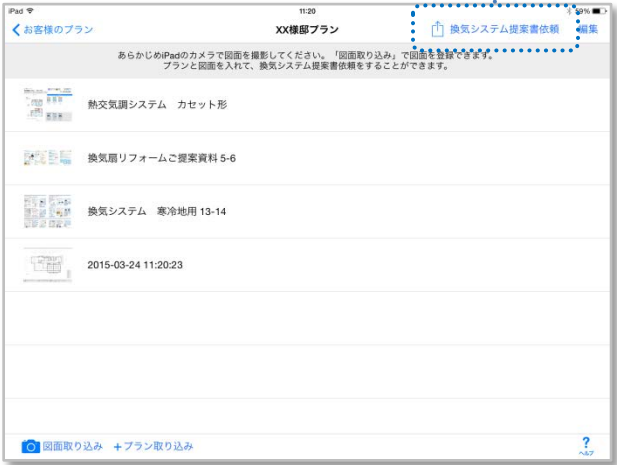 iPad
11:20
59%
お客様のプラン
XX様邸プラン
換気システム提案書依頼
編集
あらかじめiPadのカメラで図面を撮影してください。「図面取り込み」で図面を登録できます。
プランと図面を入れて、換気システム提案書依頼をすることができます。
熱交気調システム カセット形
換気扇リフォームご提案資料 5-6
換気システム 寒冷地用 13-14
2015-03-24 11:20:23
図面取り込み
+プラン取り込み
?
ヘルプ